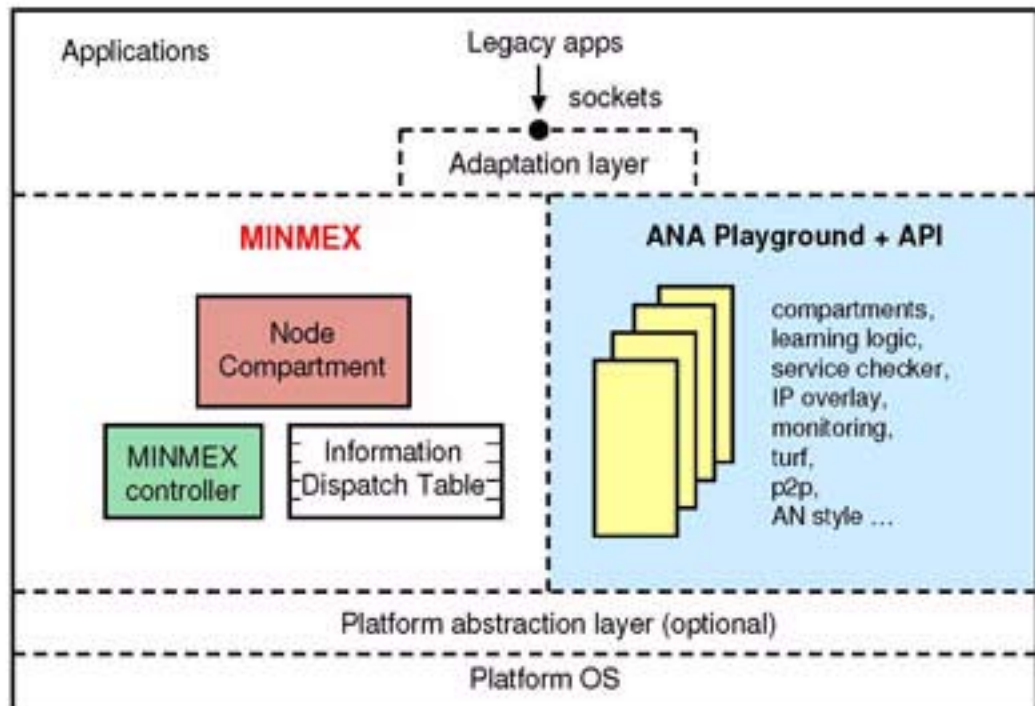 Applications
Legacy apps
sockets
Adaptation layer
MINMEX
Node
Compartment
MINMEX
controller
Information
Dispatch Table
ANA Playground + API
compartments,
learning logic,
service checker,
IP overlay,
monitoring,
turf,
p2p,
AN style ...
Platform abstraction layer (optional)
Platform OS